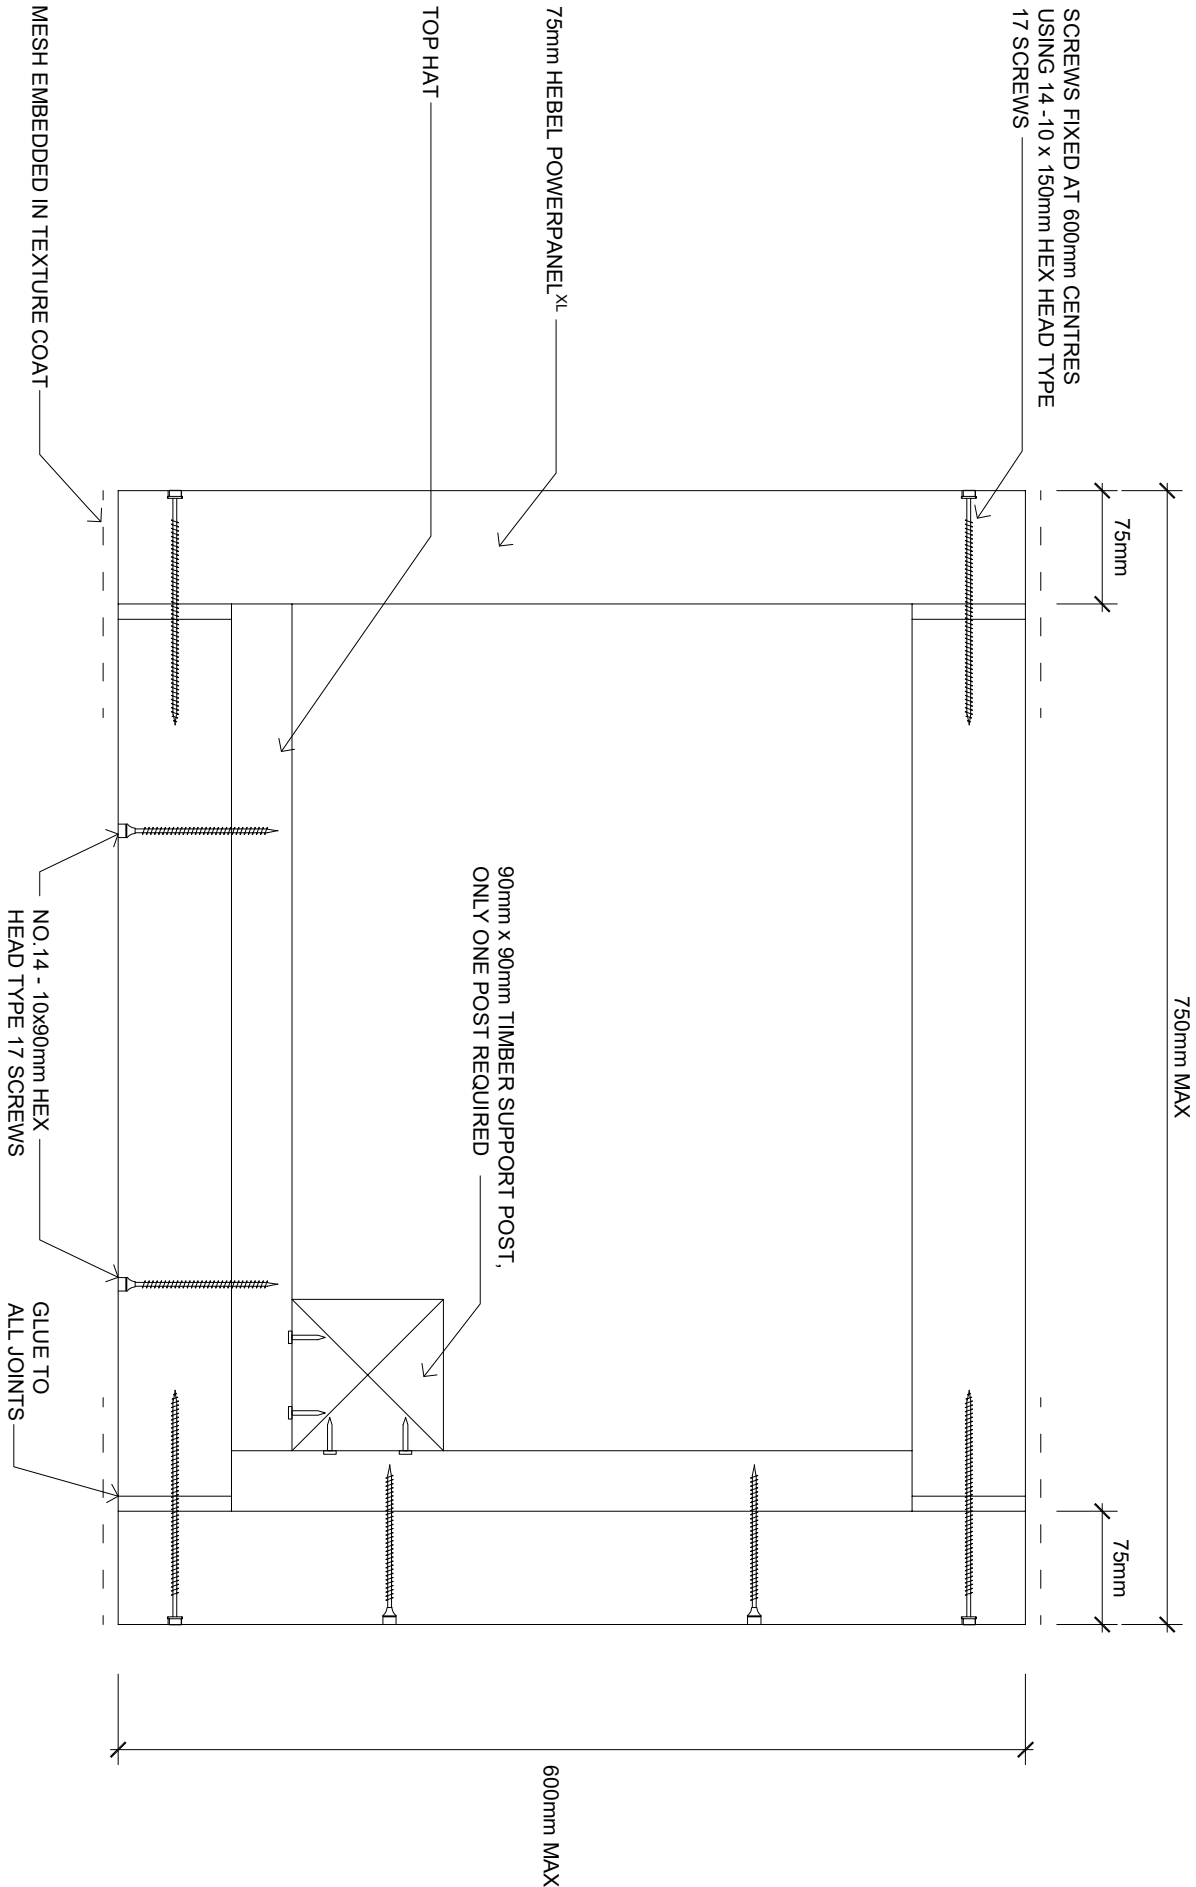 SCREWS FIXED AT 600mm CENTRES
USING 14 -10 x 150mm HEX HEAD TYPE
17 SCREWS
75mm HEBEL POWERPANEL^XL
TOP HAT
MESH EMBEDDED IN TEXTURE COAT
750mm MAX
75mm
75mm
90mm x 90mm TIMBER SUPPORT POST,
ONLY ONE POST REQUIRED
NO.14 - 10x90mm HEX
HEAD TYPE 17 SCREWS
GLUE TO
ALL JOINTS
600mm MAX